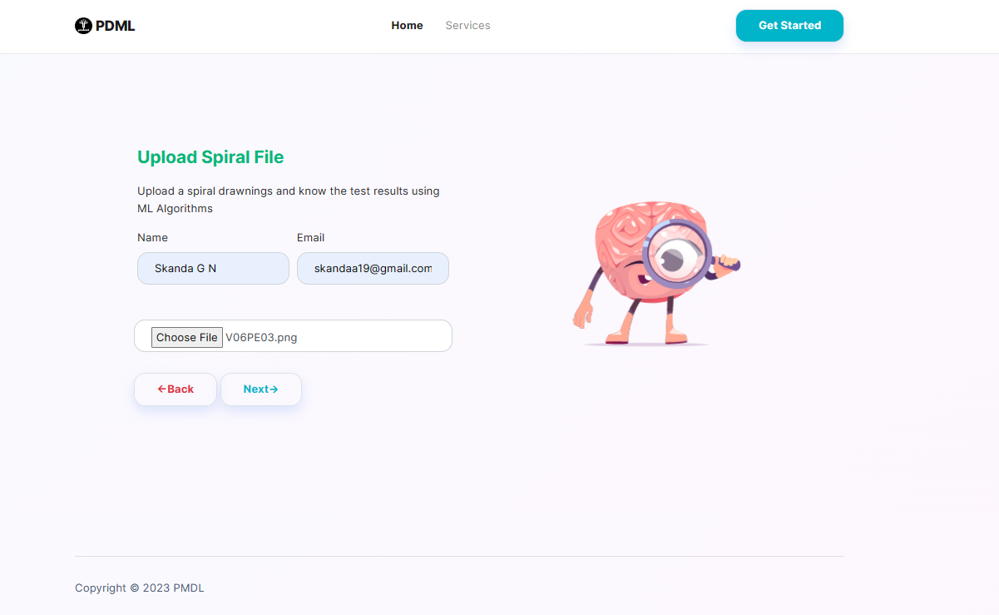 PDML
Home Services
Get Started
Upload Spiral File
Upload a spiral drawnings and know the test results using
ML Algorithms
Name Email
Skanda G N skandaa19@gmail.com
Choose File V06PE03.png
←Back Next→
Copyright © 2023 PMDL